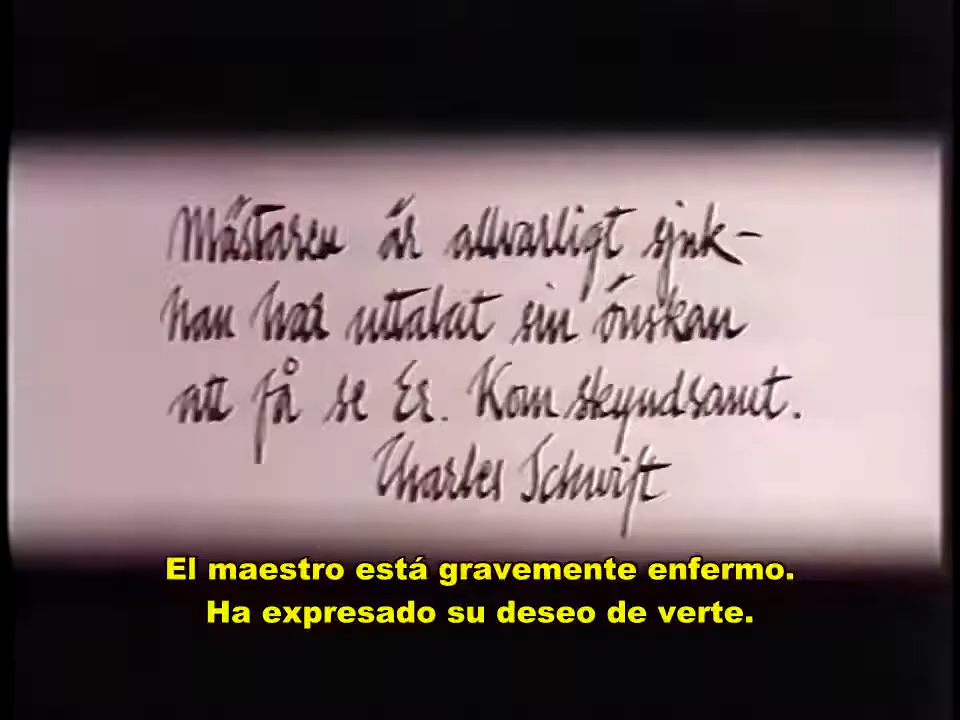 Mästaren är allvarligt sjuk –
han har uttalat sin önskan
att få se Er. Kom skyndsamt.
Charles Schwift
El maestro está gravemente enfermo.
Ha expresado su deseo de verte.